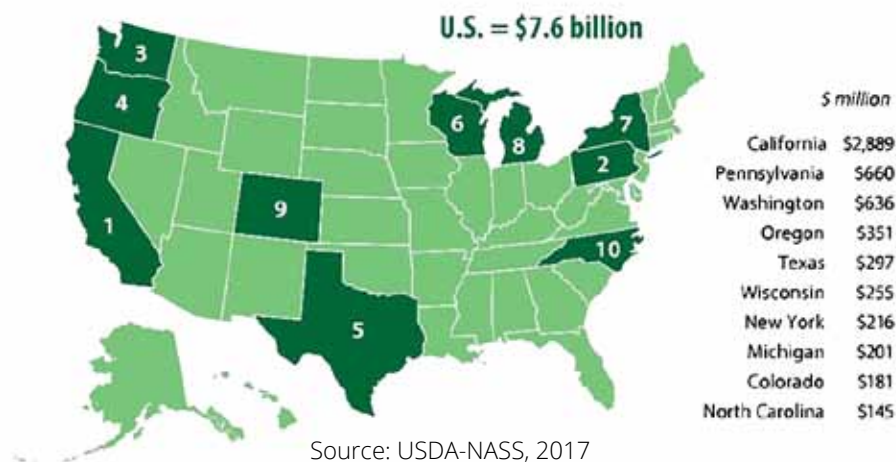 U.S. = $7.6 billion
3
4
6
7
8
2
9
1
10
5
$ million
California $2,889
Pennsylvania $660
Washington $636
Oregon $351
Texas $297
Wisconsin $255
New York $216
Michigan $201
Colorado $181
North Carolina $145
Source: USDA-NASS, 2017